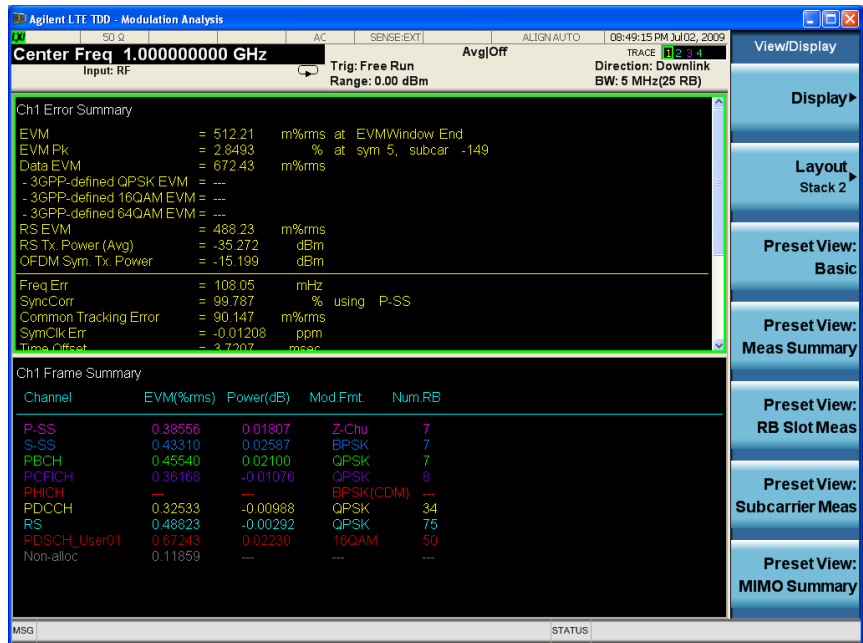 Agilent LTE TDD - Modulation Analysis
LXI 50 Ω AC SENSE:EXT ALIGN AUTO 08:49:15 PM Jul 02, 2009
Center Freq 1.000000000 GHz Avg|Off TRACE 1 2 3 4
Input: RF Trig: Free Run Direction: Downlink
Range: 0.00 dBm BW: 5 MHz(25 RB)
Ch1 Error Summary
EVM = 512.21 m%rms at EVMWindow End
EVM Pk = 2.8493 % at sym 5, subcar -149
Data EVM = 672.43 m%rms
- 3GPP-defined QPSK EVM = ---
- 3GPP-defined 16QAM EVM = ---
- 3GPP-defined 64QAM EVM = ---
RS EVM = 488.23 m%rms
RS Tx. Power (Avg) = -35.272 dBm
OFDM Sym. Tx. Power = -15.199 dBm
Freq Err = 108.05 mHz
SyncCorr = 99.787 % using P-SS
Common Tracking Error = 90.147 m%rms
SymClk Err = -0.01208 ppm
Time Offset = 3.7207 msec
Ch1 Frame Summary
Channel EVM(%rms) Power(dB) Mod.Fmt. Num.RB
P-SS 0.38556 0.01807 Z-Chu 7
S-SS 0.43310 0.02587 BPSK 7
PBCH 0.45540 0.02100 QPSK 7
PCFICH 0.36168 -0.01076 QPSK 8
PHICH --- --- BPSK(CDM) ---
PDCCH 0.32533 -0.00988 QPSK 34
RS 0.48823 -0.00292 QPSK 75
PDSCH_User01 0.67243 0.02230 16QAM 50
Non-alloc 0.11859 --- --- ---
View/Display
Display
Layout
Stack 2
Preset View:
Basic
Preset View:
Meas Summary
Preset View:
RB Slot Meas
Preset View:
Subcarrier Meas
Preset View:
MIMO Summary
MSG STATUS